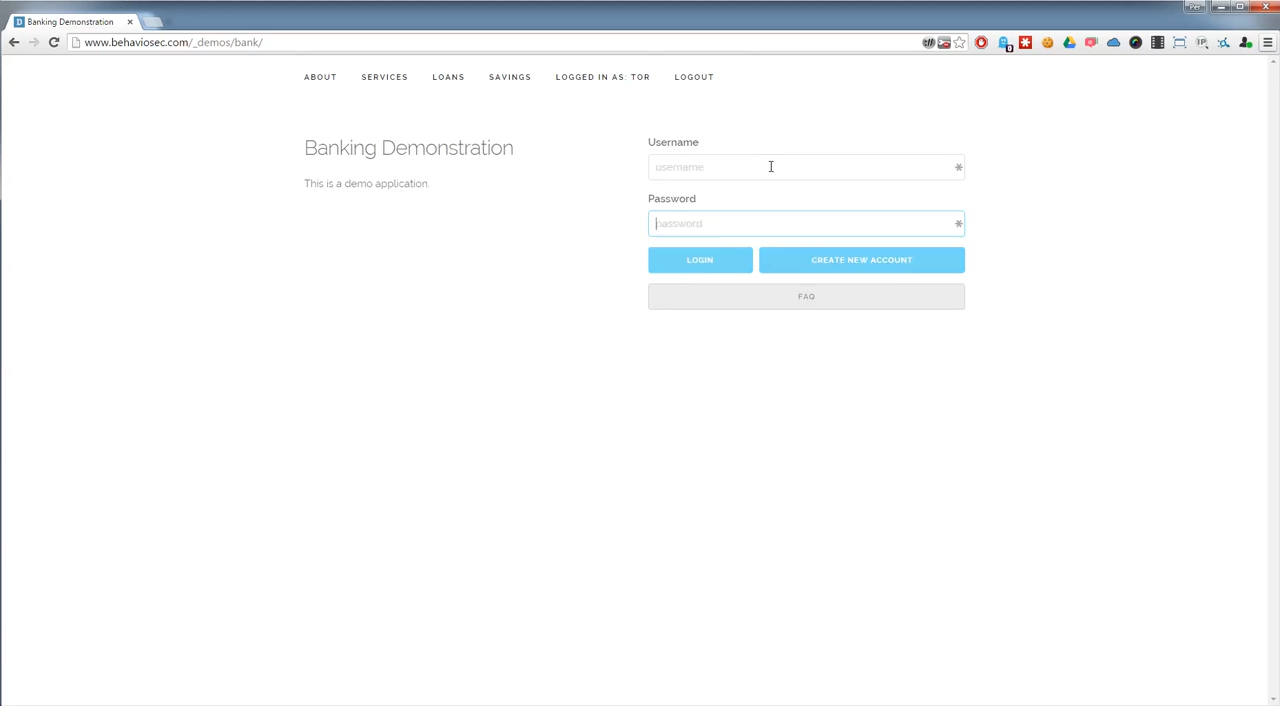 Per
Banking Demonstration
www.behaviosec.com/_demos/bank/
ABOUT SERVICES LOANS SAVINGS LOGGED IN AS: TOR LOGOUT
Banking Demonstration
This is a demo application.
Username
username
Password
password
LOGIN CREATE NEW ACCOUNT
FAQ